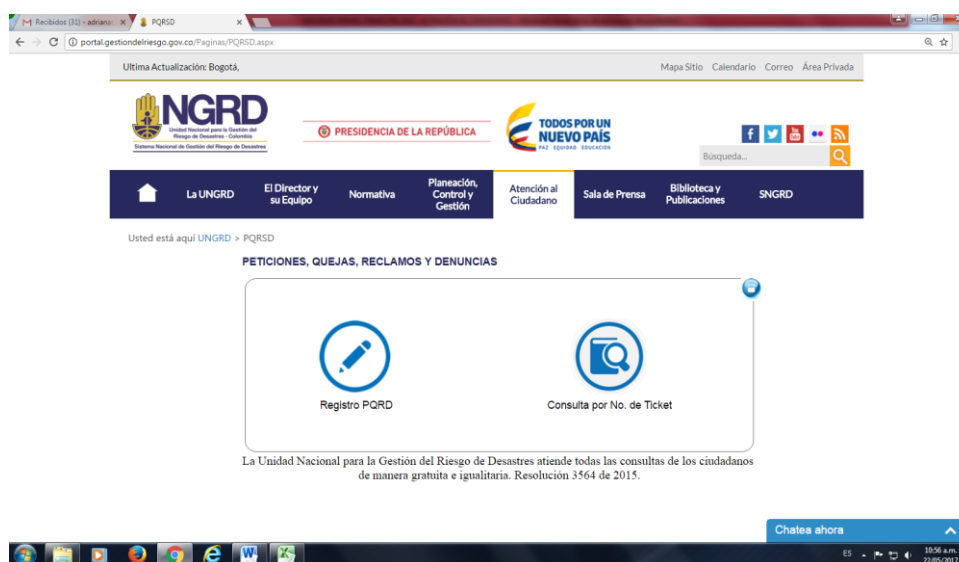 Recibidos (31) - adriana
PQRSD
portal.gestiondelriesgo.gov.co/Paginas/PQRSD.aspx
Ultima Actualización: Bogotá,
Mapa Sitio Calendario Correo Área Privada
NGRD
Unidad Nacional para la Gestión del
Riesgo de Desastres - Colombia
Sistema Nacional de Gestión del Riesgo de Desastres
PRESIDENCIA DE LA REPÚBLICA
TODOS POR UN
NUEVO PAÍS
PAZ EQUIDAD EDUCACIÓN
Búsqueda...
La UNGRD
El Director y
su Equipo
Normativa
Planeación,
Control y
Gestión
Atención al
Ciudadano
Sala de Prensa
Biblioteca y
Publicaciones
SNGRD
Usted está aquí UNGRD > PQRSD
PETICIONES, QUEJAS, RECLAMOS Y DENUNCIAS
Registro PQRD
Consulta por No. de Ticket
La Unidad Nacional para la Gestión del Riesgo de Desastres atiende todas las consultas de los ciudadanos
de manera gratuita e igualitaria. Resolución 3564 de 2015.
Chatea ahora
ES
10:56 a.m.
22/05/2017